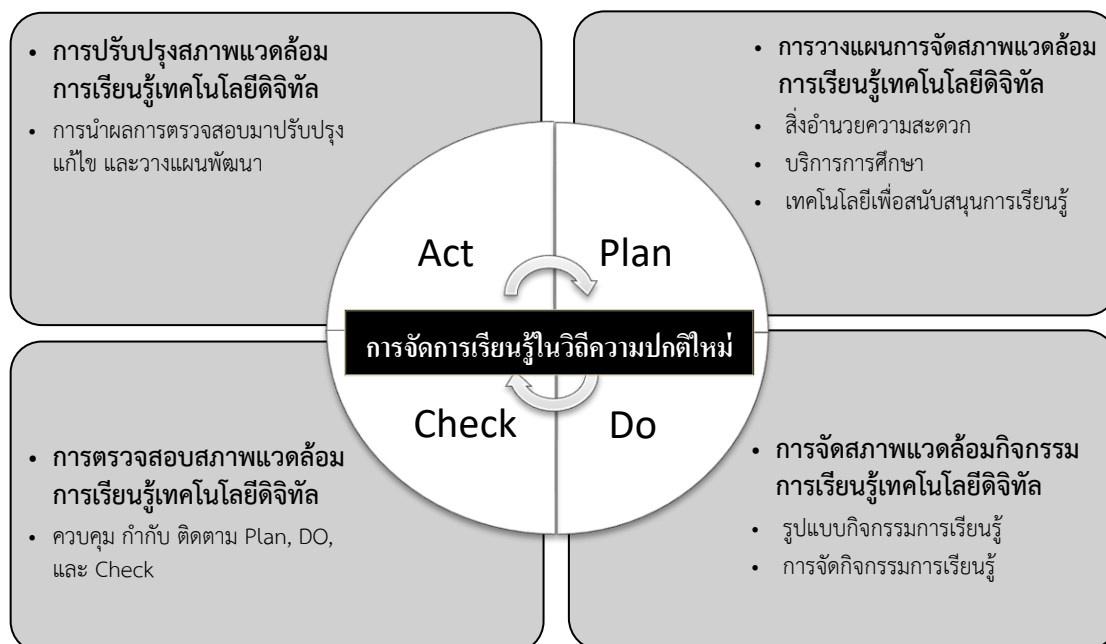 • การปรับปรุงสภาพแวดล้อม
การเรียนรู้เทคโนโลยีดิจิทัล
• การนำผลการตรวจสอบมาปรับปรุง
แก้ไข และวางแผนพัฒนา
• การวางแผนการจัดสภาพแวดล้อม
การเรียนรู้เทคโนโลยีดิจิทัล
• สิ่งอำนวยความสะดวก
• บริการการศึกษา
• เทคโนโลยีเพื่อสนับสนุนการเรียนรู้
Act
Plan
การจัดการเรียนรู้ในวิถีความปกติใหม่
Check
Do
• การตรวจสอบสภาพแวดล้อม
การเรียนรู้เทคโนโลยีดิจิทัล
• ควบคุม กำกับ ติดตาม Plan, DO,
และ Check
• การจัดสภาพแวดล้อมกิจกรรม
การเรียนรู้เทคโนโลยีดิจิทัล
• รูปแบบกิจกรรมการเรียนรู้
• การจัดกิจกรรมการเรียนรู้